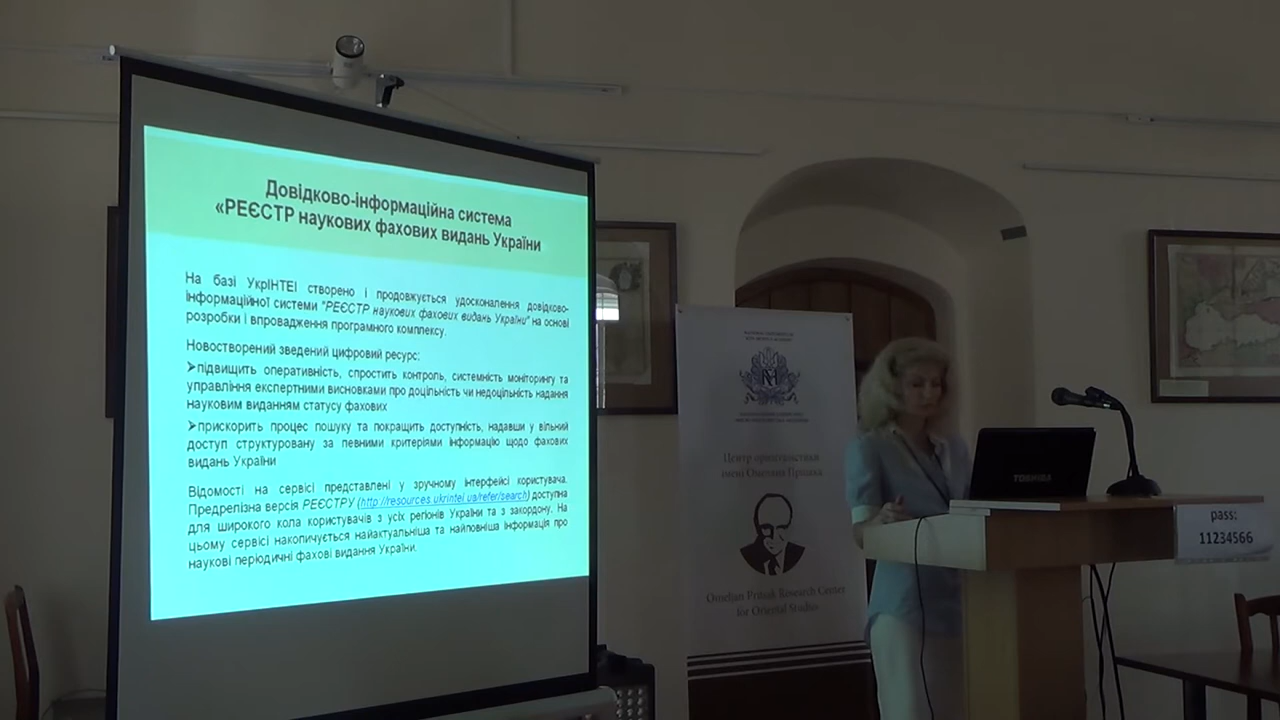 Довідково-інформаційна система
«РЕЄСТР наукових фахових видань України
На базі УкрІНТЕІ створено і продовжується удосконалення довідково-
інформаційної системи "РЕЄСТР наукових фахових видань України" на основі
розробки і впровадження програмного комплексу.
Новостворений зведений цифровий ресурс:
➤підвищить оперативність, спростить контроль, системність моніторингу та
управління експертними висновками про доцільність чи недоцільність надання
науковим виданням статусу фахових
➤прискорить процес пошуку та покращить доступність, надавши у вільний
доступ структуровану за певними критеріями інформацію щодо фахових
видань України
Відомості на сервісі представлені у зручному інтерфейсі користувача.
Предрелізна версія РЕЄСТРУ (http://resources.ukrintei.ua/refer/search) доступна
для широкого кола користувачів з усіх регіонів України та з закордону. На
цьому сервісі накопичується найактуальніша та найповніша інформація про
наукові періодичні фахові видання України.
Центр орієнталістики
імені Омеляна Пріцака
Omelian Pritsak Research Center
for Oriental Studies
TOSHIBA
pass:
11234566